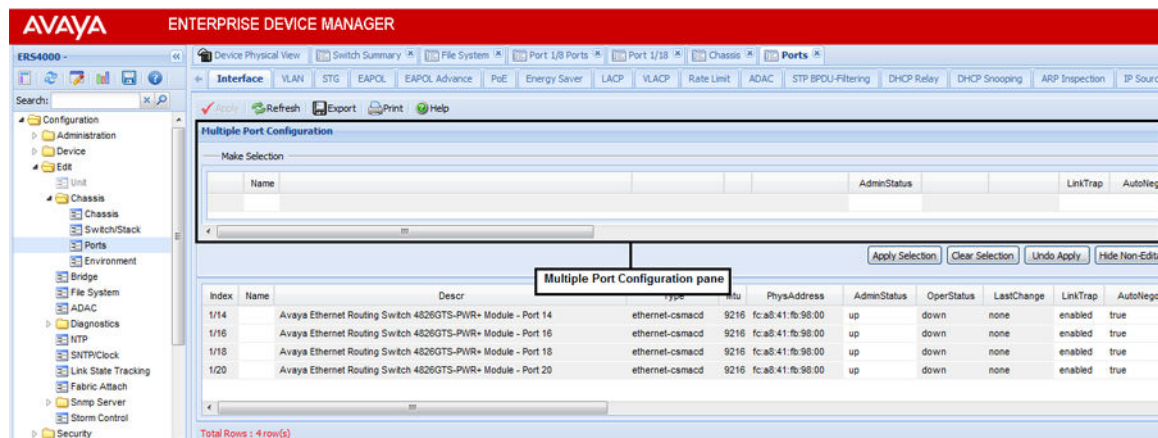 AVAYA ENTERPRISE DEVICE MANAGER
ERS4000 -
Device Physical View Switch Summary File System Port 1/8 Ports Port 1/18 Chassis Ports
Interface VLAN STG EAPOL EAPOL Advance PoE Energy Saver LACP VLACP Rate Limit ADAC STP BPDU-Filtering DHCP Relay DHCP Snooping ARP Inspection IP Sourc
Search:
Apply Refresh Export Print Help
Configuration
Administration
Device
Edit
Unit
Chassis
Chassis
Switch/Stack
Ports
Environment
Bridge
File System
ADAC
Diagnostics
NTP
SNTP/Clock
Link State Tracking
Fabric Attach
Snmp Server
Storm Control
Security
Multiple Port Configuration
Make Selection
Name AdminStatus LinkTrap AutoNeg
Apply Selection Clear Selection Undo Apply Hide Non-Edita
Multiple Port Configuration pane
Index Name Descr Type Mtu PhysAddress AdminStatus OperStatus LastChange LinkTrap AutoNego
1/14 Avaya Ethernet Routing Switch 4826GTS-PWR+ Module - Port 14 ethernet-csmacd 9216 fc:a8:41:fb:98:00 up down none enabled true
1/16 Avaya Ethernet Routing Switch 4826GTS-PWR+ Module - Port 16 ethernet-csmacd 9216 fc:a8:41:fb:98:00 up down none enabled true
1/18 Avaya Ethernet Routing Switch 4826GTS-PWR+ Module - Port 18 ethernet-csmacd 9216 fc:a8:41:fb:98:00 up down none enabled true
1/20 Avaya Ethernet Routing Switch 4826GTS-PWR+ Module - Port 20 ethernet-csmacd 9216 fc:a8:41:fb:98:00 up down none enabled true
Total Rows : 4 row(s)